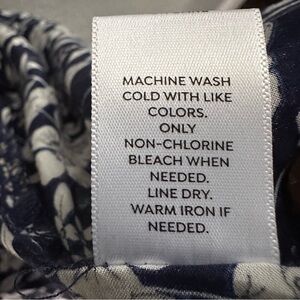 MACHINE WASH
COLD WITH LIKE
COLORS.
ONLY
NON-CHLORINE
BLEACH WHEN
NEEDED.
LINE DRY.
WARM IRON IF
NEEDED.